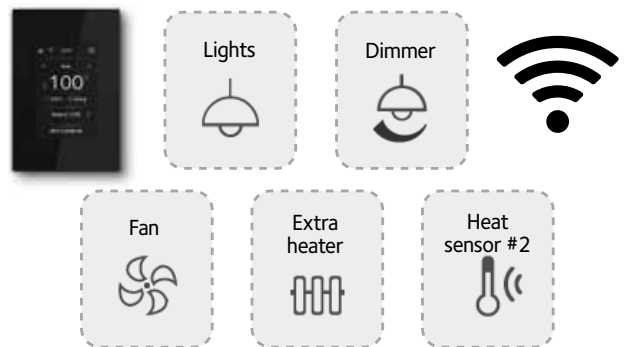 100
Lights
Dimmer
Fan
Extra
heater
Heat
sensor #2